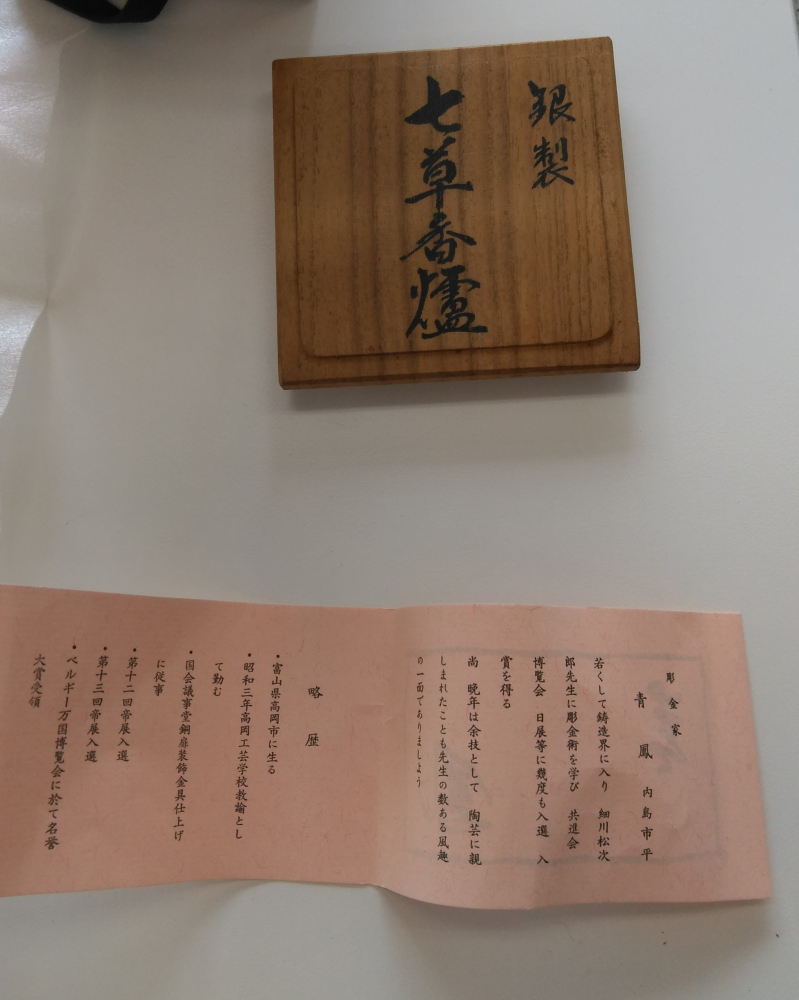 銀製
七草香爐
彫金家
青鳳 内島市平
若くして鋳造界に入り 細川松次
郎先生に彫金術を学び 共進会
博覧会 日展等に幾度も入選 入
賞を得る
尚 晩年は余技として 陶芸に親
しまれたことも先生の数ある風趣
の一面でありましよう
略歴
・富山県高岡市に生る
・昭和三年高岡工芸学校教諭とし
て勤む
・国会議事堂鋼扉装飾金具仕上げ
に従事
・第十二回帝展入選
・第十三回帝展入選
・ベルギー万国博覧会に於て名誉
大賞受領